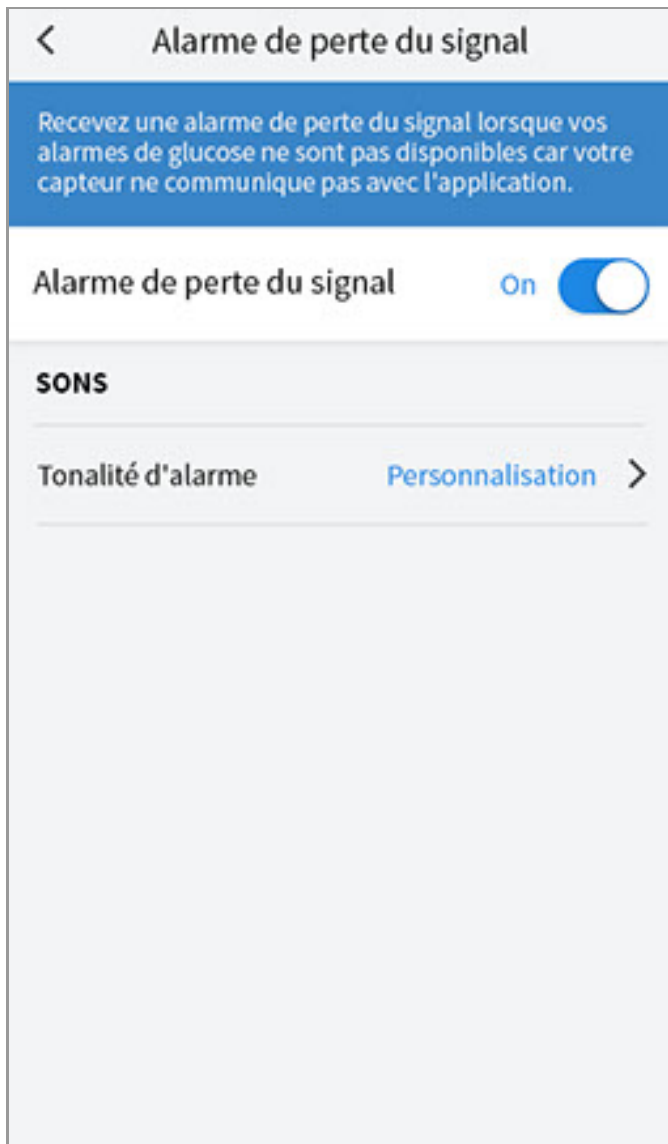 Alarme de perte du signal
Recevez une alarme de perte du signal lorsque vos
alarmes de glucose ne sont pas disponibles car votre
capteur ne communique pas avec l'application.
Alarme de perte du signal On
SONS
Tonalité d'alarme Personnalisation